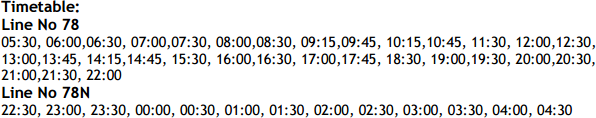 Timetable:
Line No 78
05:30, 06:00,06:30, 07:00,07:30, 08:00,08:30, 09:15,09:45, 10:15,10:45, 11:30, 12:00,12:30,
13:00,13:45, 14:15,14:45, 15:30, 16:00,16:30, 17:00,17:45, 18:30, 19:00,19:30, 20:00,20:30,
21:00,21:30, 22:00
Line No 78N
22:30, 23:00, 23:30, 00:00, 00:30, 01:00, 01:30, 02:00, 02:30, 03:00, 03:30, 04:00, 04:30